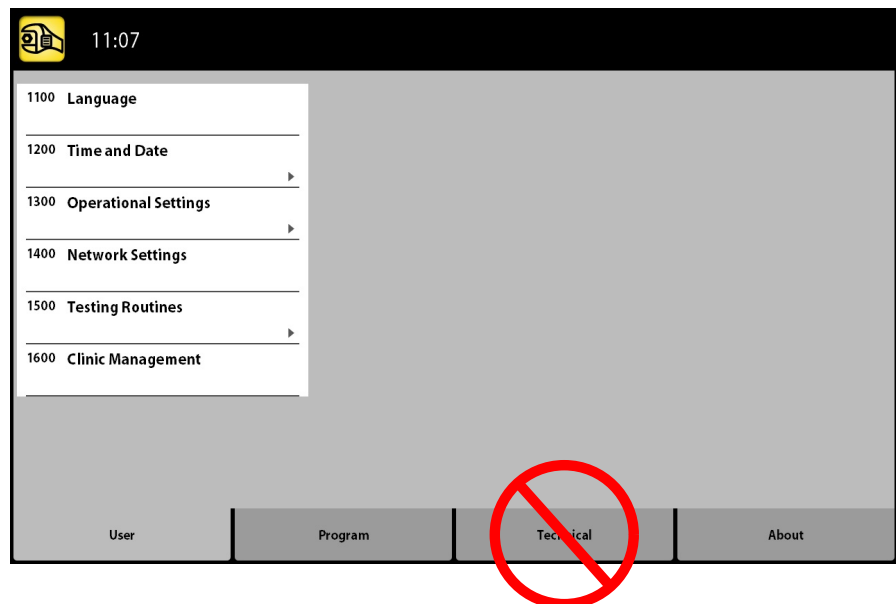 11:07
1100 Language
1200 Time and Date
1300 Operational Settings
1400 Network Settings
1500 Testing Routines
1600 Clinic Management
User Program Technical About